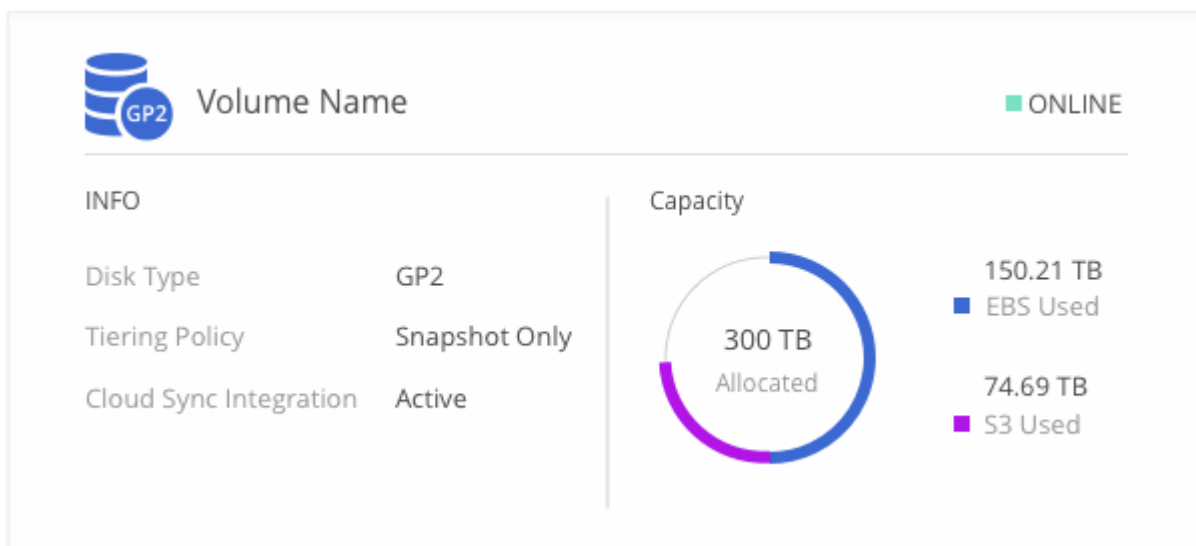 GP2
Volume Name
ONLINE
INFO
Disk Type GP2
Tiering Policy Snapshot Only
Cloud Sync Integration Active
Capacity
300 TB
Allocated
150.21 TB
EBS Used
74.69 TB
S3 Used